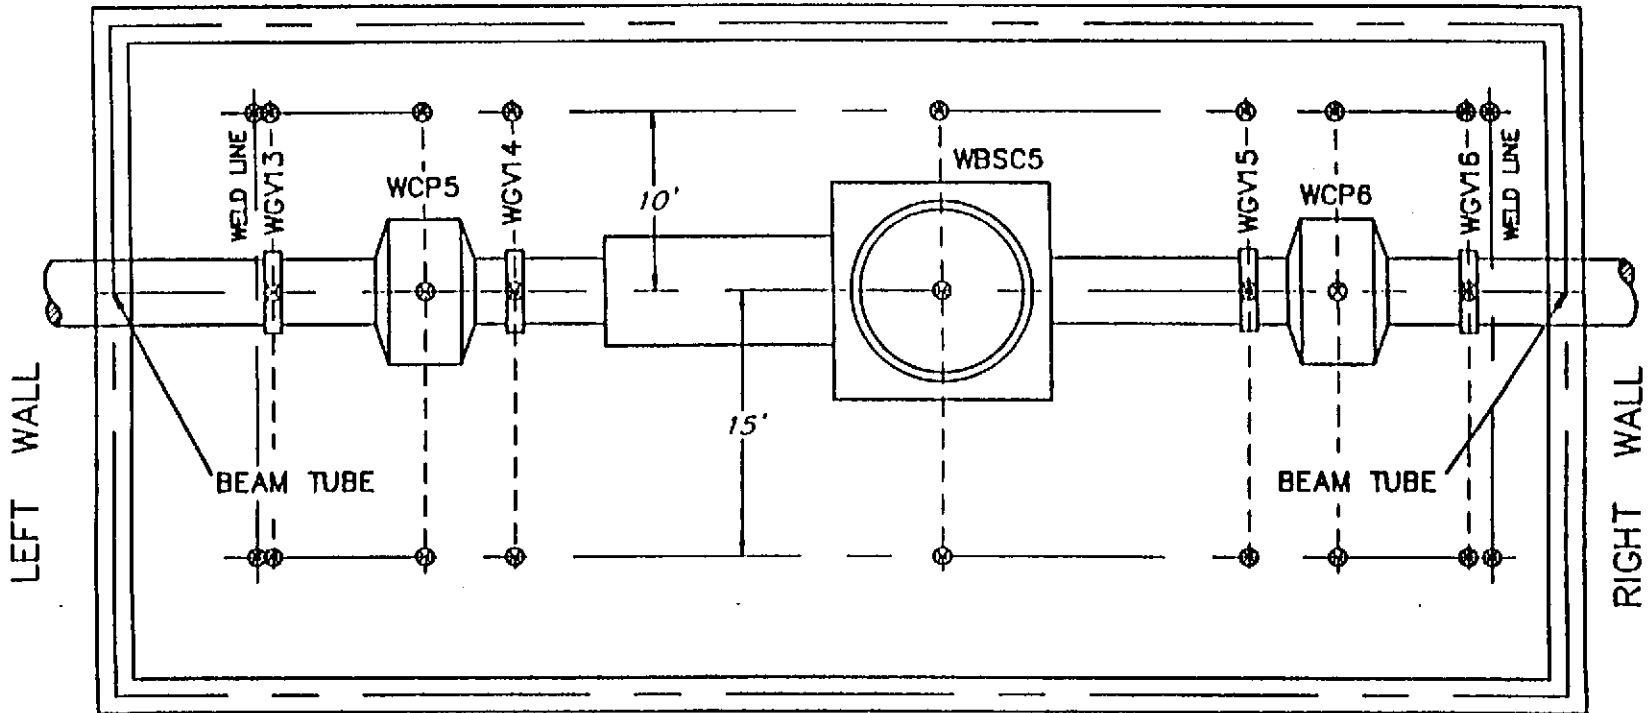 WELD LINE
WGV13
WCP5
WGV14
10'
WBSC5
WGV15
WCP6
WGV16
WELD LINE
15'
BEAM TUBE
BEAM TUBE
LEFT WALL
RIGHT WALL